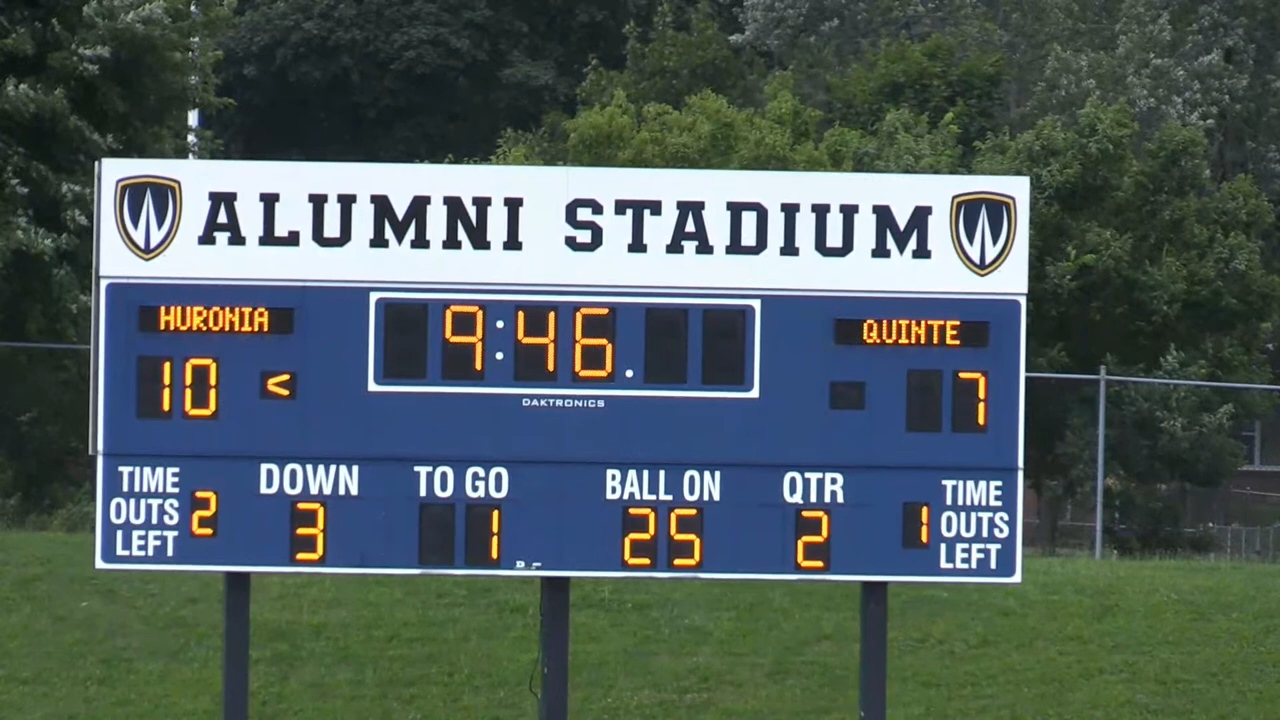 ALUMNI STADIUM
HURONIA
9:46.
QUINTE
10 <
7
DAKTRONICS
TIME OUTS LEFT 2
DOWN 3
TO GO 1
BALL ON 25
QTR 2
1 TIME OUTS LEFT